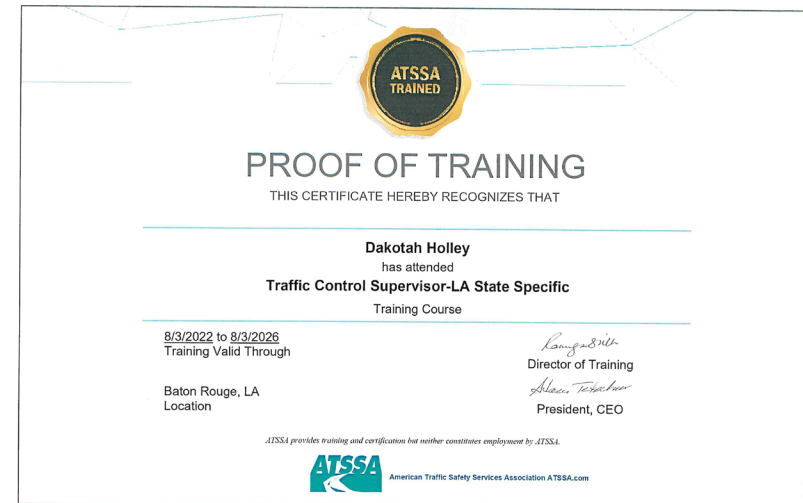 ATSSA
TRAINED
PROOF OF TRAINING
THIS CERTIFICATE HEREBY RECOGNIZES THAT
Dakotah Holley
has attended
Traffic Control Supervisor-LA State Specific
Training Course
8/3/2022 to 8/3/2026
Training Valid Through
Director of Training
Baton Rouge, LA
Location
President, CEO
ATSSA provides training and certification but neither constitutes employment by ATSSA.
ATSSA
American Traffic Safety Services Association ATSSA.com